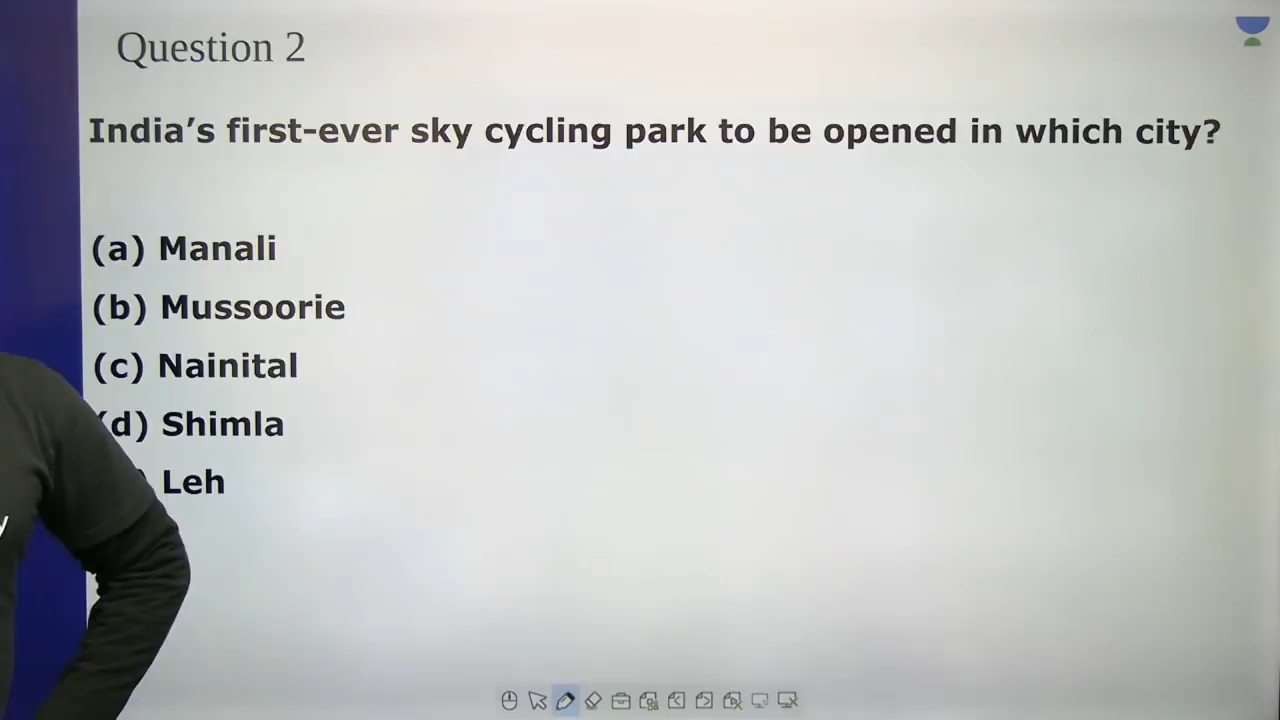 Question 2
India’s first-ever sky cycling park to be opened in which city?
(a) Manali
(b) Mussoorie
(c) Nainital
(d) Shimla
) Leh
y